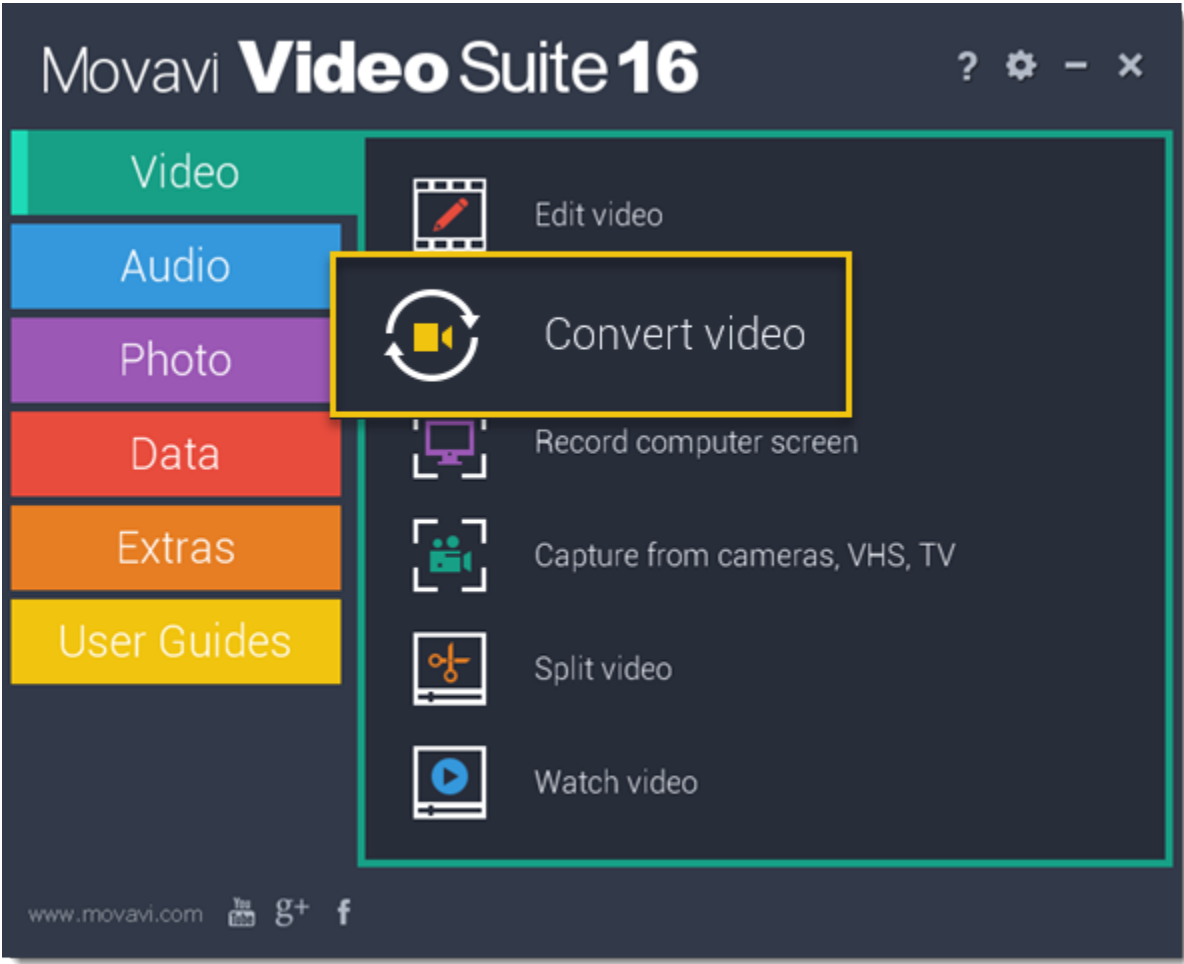 Movavi Video Suite 16 ?
Video
Audio
Photo
Data
Extras
User Guides
Edit video
Convert video
Record computer screen
Capture from cameras, VHS, TV
Split video
Watch video
www.movavi.com You Tube g+ f